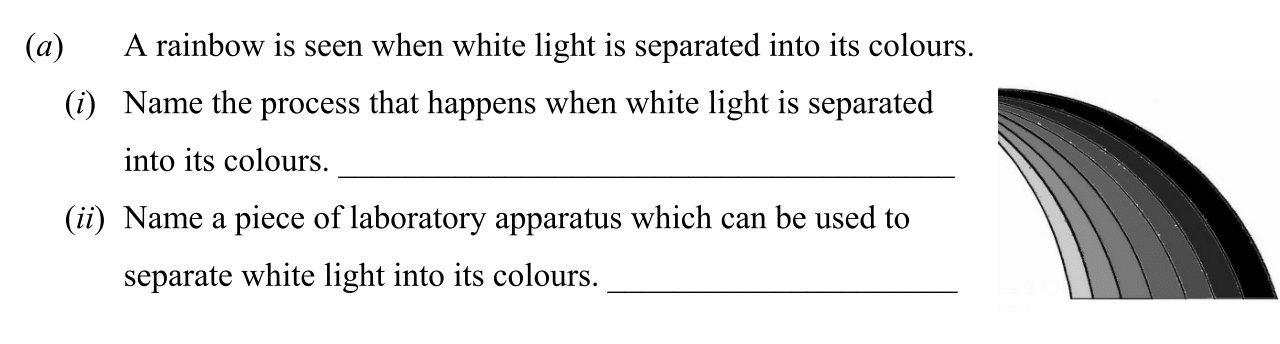 (a) A rainbow is seen when white light is separated into its colours.
(i) Name the process that happens when white light is separated
into its colours. ______________________________________
(ii) Name a piece of laboratory apparatus which can be used to
separate white light into its colours. ______________________